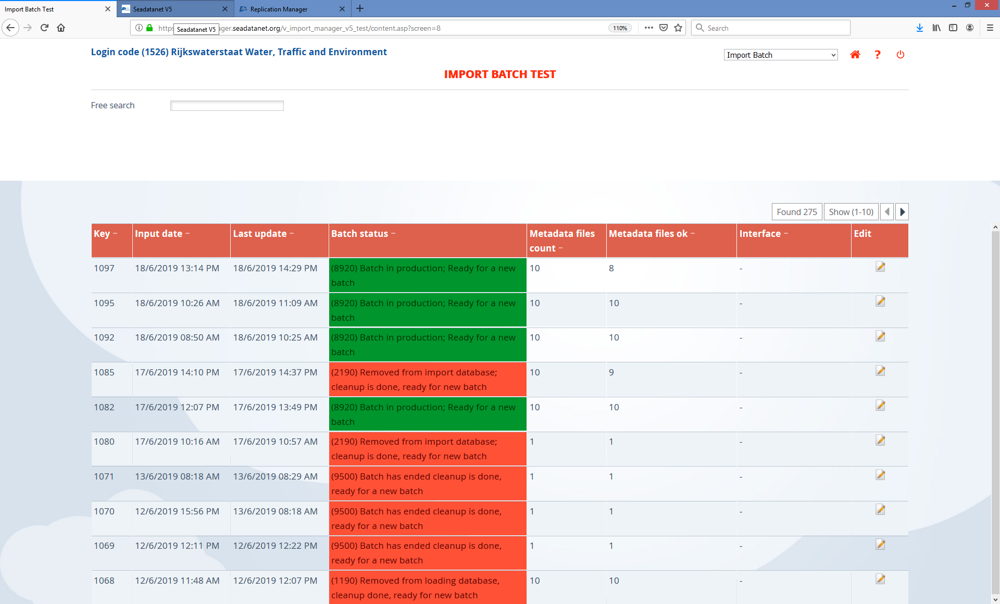 Import Batch Test
Seadatanet V5
Replication Manager
https
Seadatanet V5
ager.seadatanet.org/v_import_manager_v5_test/content.asp?screen=8
110%
Search
Login code (1526) Rijkswaterstaat Water, Traffic and Environment
Import Batch
?
IMPORT BATCH TEST
Free search
Found 275
Show (1-10)
Key – Input date – Last update – Batch status – Metadata files count – Metadata files ok – Interface – Edit
1097 18/6/2019 13:14 PM 18/6/2019 14:29 PM (8920) Batch in production; Ready for a new batch 10 8 -
1095 18/6/2019 10:26 AM 18/6/2019 11:09 AM (8920) Batch in production; Ready for a new batch 10 10 -
1092 18/6/2019 08:50 AM 18/6/2019 10:25 AM (8920) Batch in production; Ready for a new batch 10 10 -
1085 17/6/2019 14:10 PM 17/6/2019 14:37 PM (2190) Removed from import database; cleanup is done, ready for new batch 10 9 -
1082 17/6/2019 12:07 PM 17/6/2019 13:49 PM (8920) Batch in production; Ready for a new batch 10 10 -
1080 17/6/2019 10:16 AM 17/6/2019 10:57 AM (2190) Removed from import database; cleanup is done, ready for new batch 1 1 -
1071 13/6/2019 08:18 AM 13/6/2019 08:29 AM (9500) Batch has ended cleanup is done, ready for a new batch 1 1 -
1070 12/6/2019 15:56 PM 13/6/2019 08:18 AM (9500) Batch has ended cleanup is done, ready for a new batch 1 1 -
1069 12/6/2019 12:11 PM 12/6/2019 12:22 PM (9500) Batch has ended cleanup is done, ready for a new batch 1 1 -
1068 12/6/2019 11:48 AM 12/6/2019 12:07 PM (1190) Removed from loading database, cleanup done, ready for new batch 10 10 -